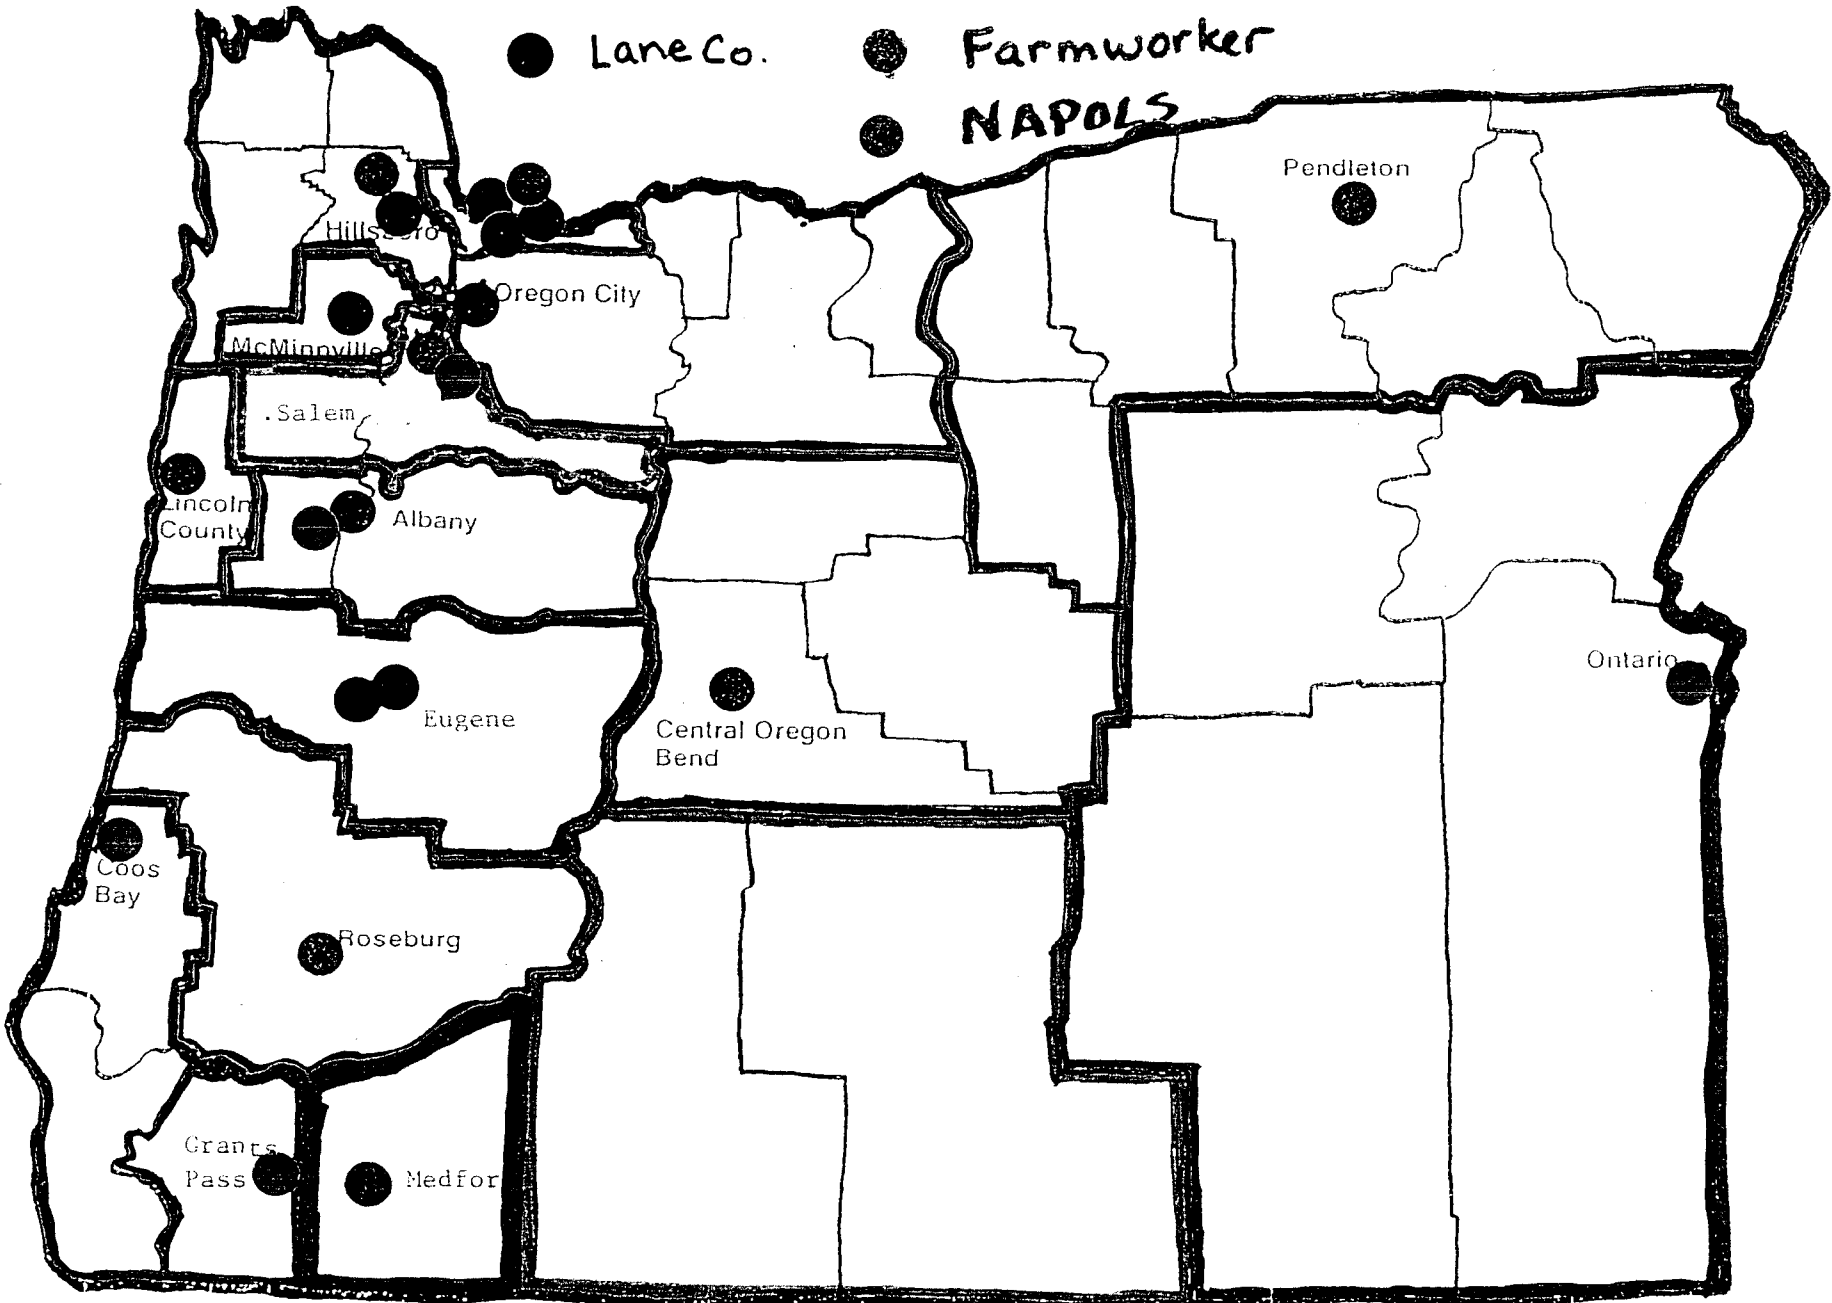 Lane Co.
Farmworker
NAPOLS
Pendleton
Hillsboro
Oregon City
McMinnville
.Salem
Lincoln
County
Albany
Ontario
Eugene
Central Oregon
Bend
Coos
Bay
Roseburg
Grants
Pass
Medfor